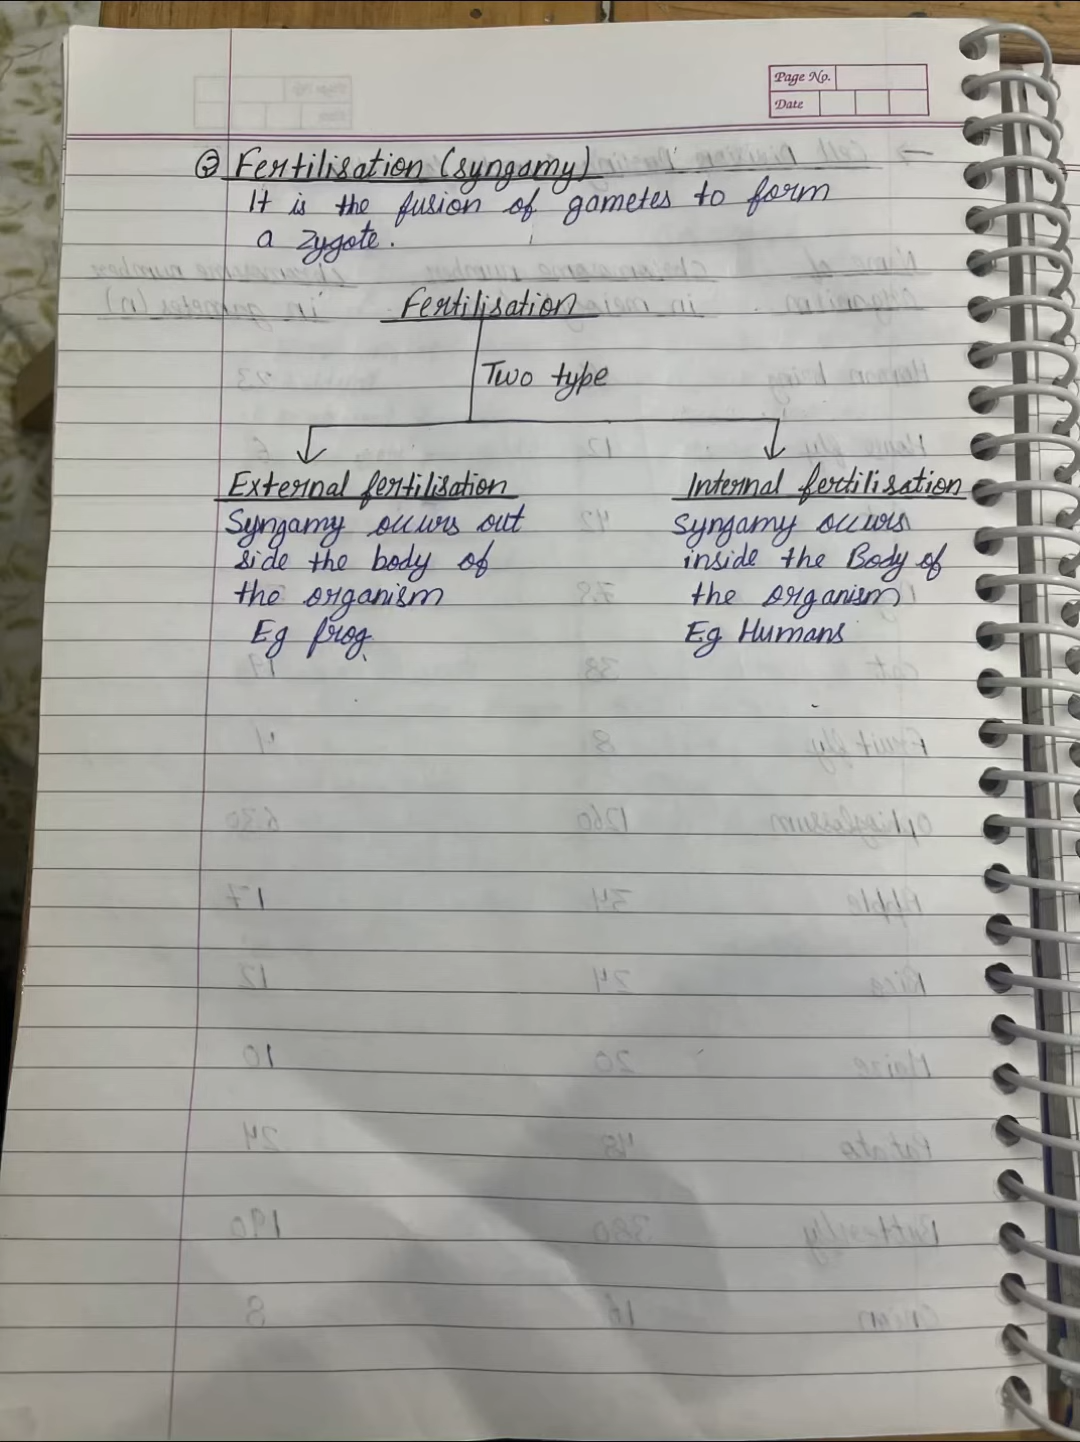 Page No.
Date
② Fertilisation (syngamy)
It is the fusion of gametes to form
a zygote.
Fertilisation
Two type
External fertilisation
Syngamy occurs out
side the body of
the organism
Eg frog
Internal fertilisation
syngamy occurs
inside the Body of
the organism
Eg Humans